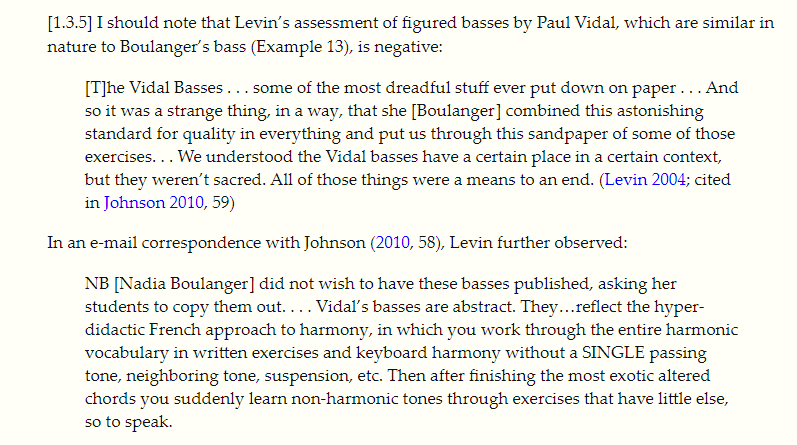 [1.3.5] I should note that Levin's assessment of figured basses by Paul Vidal, which are similar in
nature to Boulanger's bass (Example 13), is negative:
[T]he Vidal Basses . . . some of the most dreadful stuff ever put down on paper . . . And
so it was a strange thing, in a way, that she [Boulanger] combined this astonishing
standard for quality in everything and put us through this sandpaper of some of those
exercises. . . We understood the Vidal basses have a certain place in a certain context,
but they weren't sacred. All of those things were a means to an end. (Levin 2004; cited
in Johnson 2010, 59)
In an e-mail correspondence with Johnson (2010, 58), Levin further observed:
NB [Nadia Boulanger] did not wish to have these basses published, asking her
students to copy them out. . . . Vidal's basses are abstract. They…reflect the hyper-
didactic French approach to harmony, in which you work through the entire harmonic
vocabulary in written exercises and keyboard harmony without a SINGLE passing
tone, neighboring tone, suspension, etc. Then after finishing the most exotic altered
chords you suddenly learn non-harmonic tones through exercises that have little else,
so to speak.